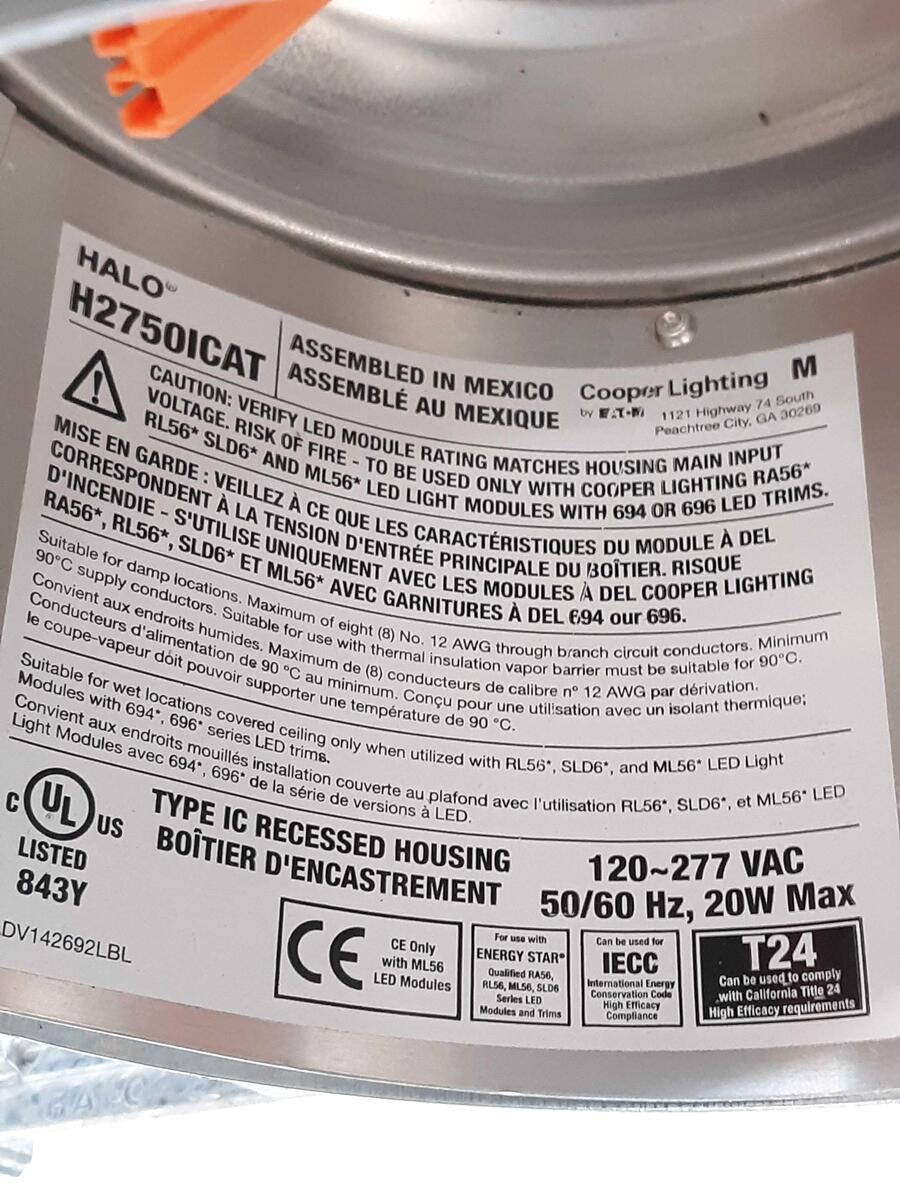 HALO®
H2750ICAT
ASSEMBLED IN MEXICO
ASSEMBLÉ AU MEXIQUE
Cooper Lighting
by EATON
M
1121 Highway 74 South
Peachtree City, GA 30269
CAUTION: VERIFY LED MODULE RATING MATCHES HOUSING MAIN INPUT
VOLTAGE. RISK OF FIRE - TO BE USED ONLY WITH COOPER LIGHTING RA56*
RL56* SLD6* AND ML56* LED LIGHT MODULES WITH 694 OR 696 LED TRIMS.
MISE EN GARDE : VEILLEZ À CE QUE LES CARACTÉRISTIQUES DU MODULE À DEL
CORRESPONDENT À LA TENSION D'ENTRÉE PRINCIPALE DU BOÎTIER. RISQUE
D'INCENDIE - S'UTILISE UNIQUEMENT AVEC LES MODULES À DEL COOPER LIGHTING
RA56*, RL56*, SLD6* ET ML56* AVEC GARNITURES À DEL 694 our 696.
Suitable for damp locations. Maximum of eight (8) No. 12 AWG through branch circuit conductors. Minimum
90°C supply conductors. Suitable for use with thermal insulation vapor barrier must be suitable for 90°C.
Convient aux endroits humides. Maximum de (8) conducteurs de calibre n° 12 AWG par dérivation.
Conducteurs d'alimentation de 90 °C au minimum. Conçu pour une utilisation avec un isolant thermique;
le coupe-vapeur dôit pouvoir supporter une température de 90 °C.
Suitable for wet locations covered ceiling only when utilized with RL56*, SLD6*, and ML56* LED Light
Modules with 694*, 696* series LED trims.
Convient aux endroits mouillés installation couverte au plafond avec l'utilisation RL56*, SLD6*, et ML56* LED
Light Modules avec 694*, 696* de la série de versions à LED.
C UL US
LISTED
843Y
TYPE IC RECESSED HOUSING
BOÎTIER D'ENCASTREMENT
120~277 VAC
50/60 Hz, 20W Max
ADV142692LBL
CE
CE Only
with ML56
LED Modules
For use with
ENERGY STAR®
Qualified RA56,
RL56, ML56, SLD6
Series LED
Modules and Trims
Can be used for
IECC
International Energy
Conservation Code
High Efficacy
Compliance
T24
Can be used to comply
with California Title 24
High Efficacy requirements